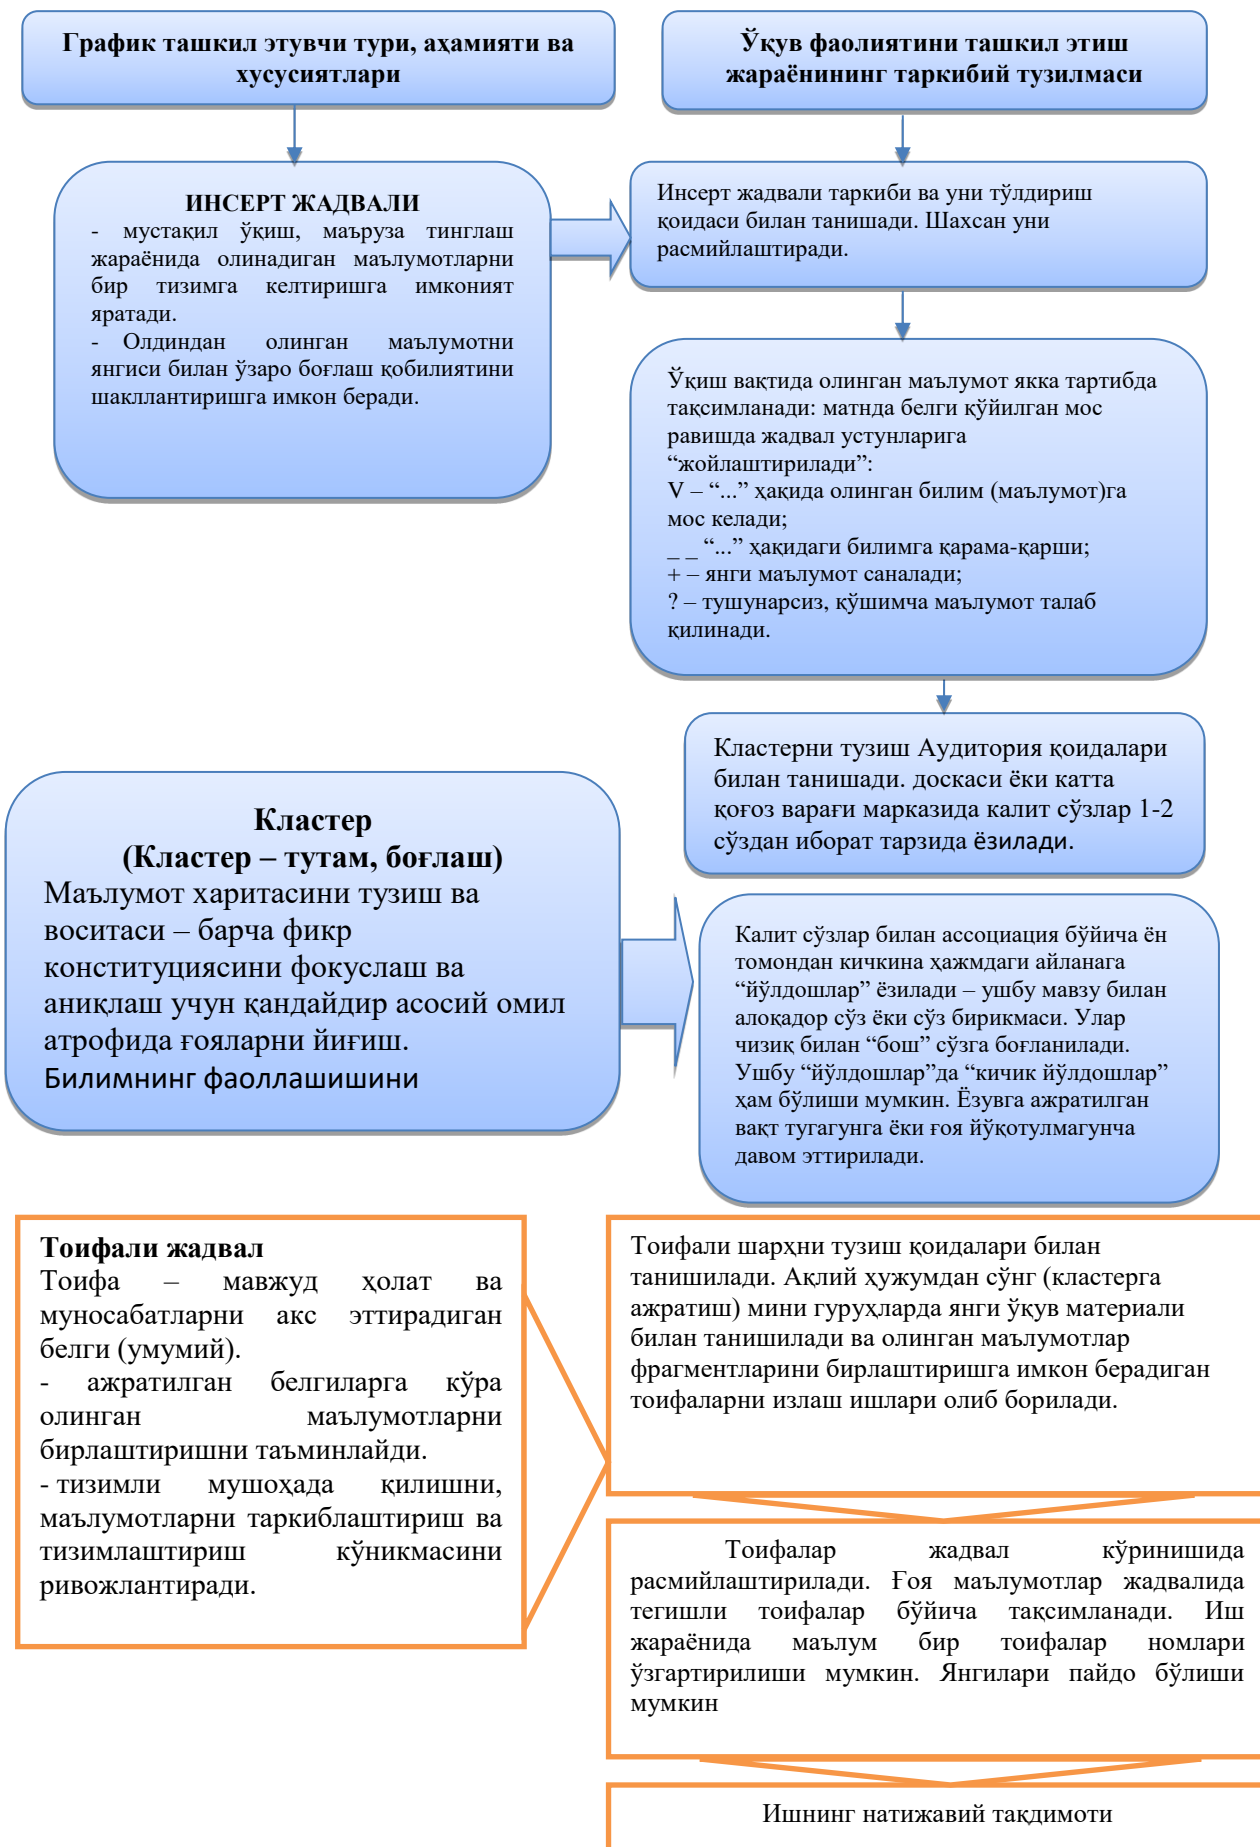 График ташкил этувчи тури, аҳамияти ва
хусусиятлари
Ўқув фаолиятини ташкил этиш
жараёнининг таркибий тузилмаси
ИНСЕРТ ЖАДВАЛИ
- мустақил ўқиш, маъруза тинглаш
жараёнида олинадиган маълумотларни
бир тизимга келтиришга имконият
яратади.
- Олдиндан олинган маълумотни
янгиси билан ўзаро боғлаш қобилиятини
шакллантиришга имкон беради.
Инсерт жадвали таркиби ва уни тўлдириш
қоидаси билан танишади. Шахсан уни
расмийлаштиради.
Ўқиш вақтида олинган маълумот якка тартибда
тақсимланади: матнда белги қўйилган мос
равишда жадвал устунларига
“жойлаштирилади”:
V – “...” ҳақида олинган билим (маълумот)га
мос келади;
_ _ “...” ҳақидаги билимга қарама-қарши;
+ – янги маълумот саналади;
? – тушунарсиз, қўшимча маълумот талаб
қилинади.
Кластерни тузиш Аудитория қоидалари
билан танишади. доскаси ёки катта
қоғоз варағи марказида калит сўзлар 1-2
сўздан иборат тарзида ёзилади.
Кластер
(Кластер – тутам, боғлаш)
Маълумот харитасини тузиш ва
воситаси – барча фикр
конституциясини фокуслаш ва
аниқлаш учун қандайдир асосий омил
атрофида ғояларни йиғиш.
Билимнинг фаоллашишини
Калит сўзлар билан ассоциация бўйича ён
томондан кичкина ҳажмдаги айланага
“йўлдошлар” ёзилади – ушбу мавзу билан
алоқадор сўз ёки сўз бирикмаси. Улар
чизиқ билан “бош” сўзга боғланилади.
Ушбу “йўлдошлар”да “кичик йўлдошлар”
ҳам бўлиши мумкин. Ёзувга ажратилган
вақт тугагунга ёки ғоя йўқотулмагунча
давом эттирилади.
Тоифали жадвал
Тоифа – мавжуд ҳолат ва
муносабатларни акс эттирадиган
белги (умумий).
- ажратилган белгиларга кўра
олинган маълумотларни
бирлаштиришни таъминлайди.
- тизимли мушоҳада қилишни,
маълумотларни таркиблаштириш ва
тизимлаштириш кўникмасини
ривожлантиради.
Тоифали шарҳни тузиш қоидалари билан
танишилади. Ақлий ҳужумдан сўнг (кластерга
ажратиш) мини гуруҳларда янги ўқув материали
билан танишилади ва олинган маълумотлар
фрагментларини бирлаштиришга имкон берадиган
тоифаларни излаш ишлари олиб борилади.
Тоифалар жадвал кўринишида
расмийлаштирилади. Ғоя маълумотлар жадвалида
тегишли тоифалар бўйича тақсимланади. Иш
жараёнида маълум бир тоифалар номлари
ўзгартирилиши мумкин. Янгилари пайдо бўлиши
мумкин
Ишнинг натижавий тақдимоти